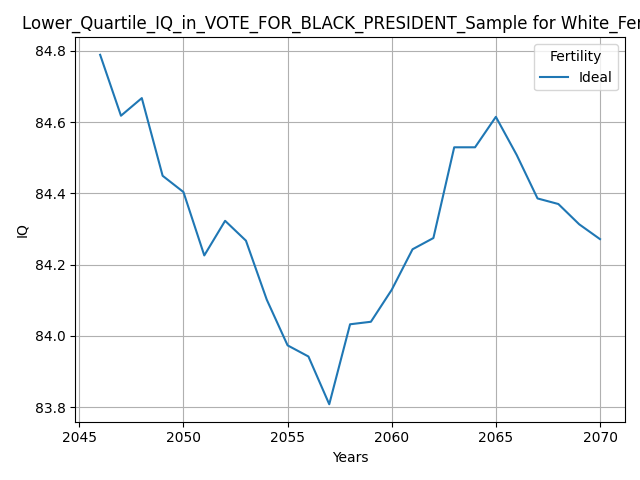 Lower_Quartile_IQ_in_VOTE_FOR_BLACK_PRESIDENT_Sample for White_Fer
84.8
84.6
84.4
84.2
84.0
83.8
IQ
Fertility
Ideal
2045 2050 2055 2060 2065 2070
Years